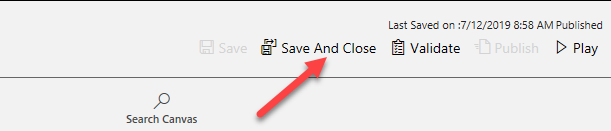 Last Saved on :7/12/2019 8:58 AM Published
Save Save And Close Validate Publish Play
Search Canvas